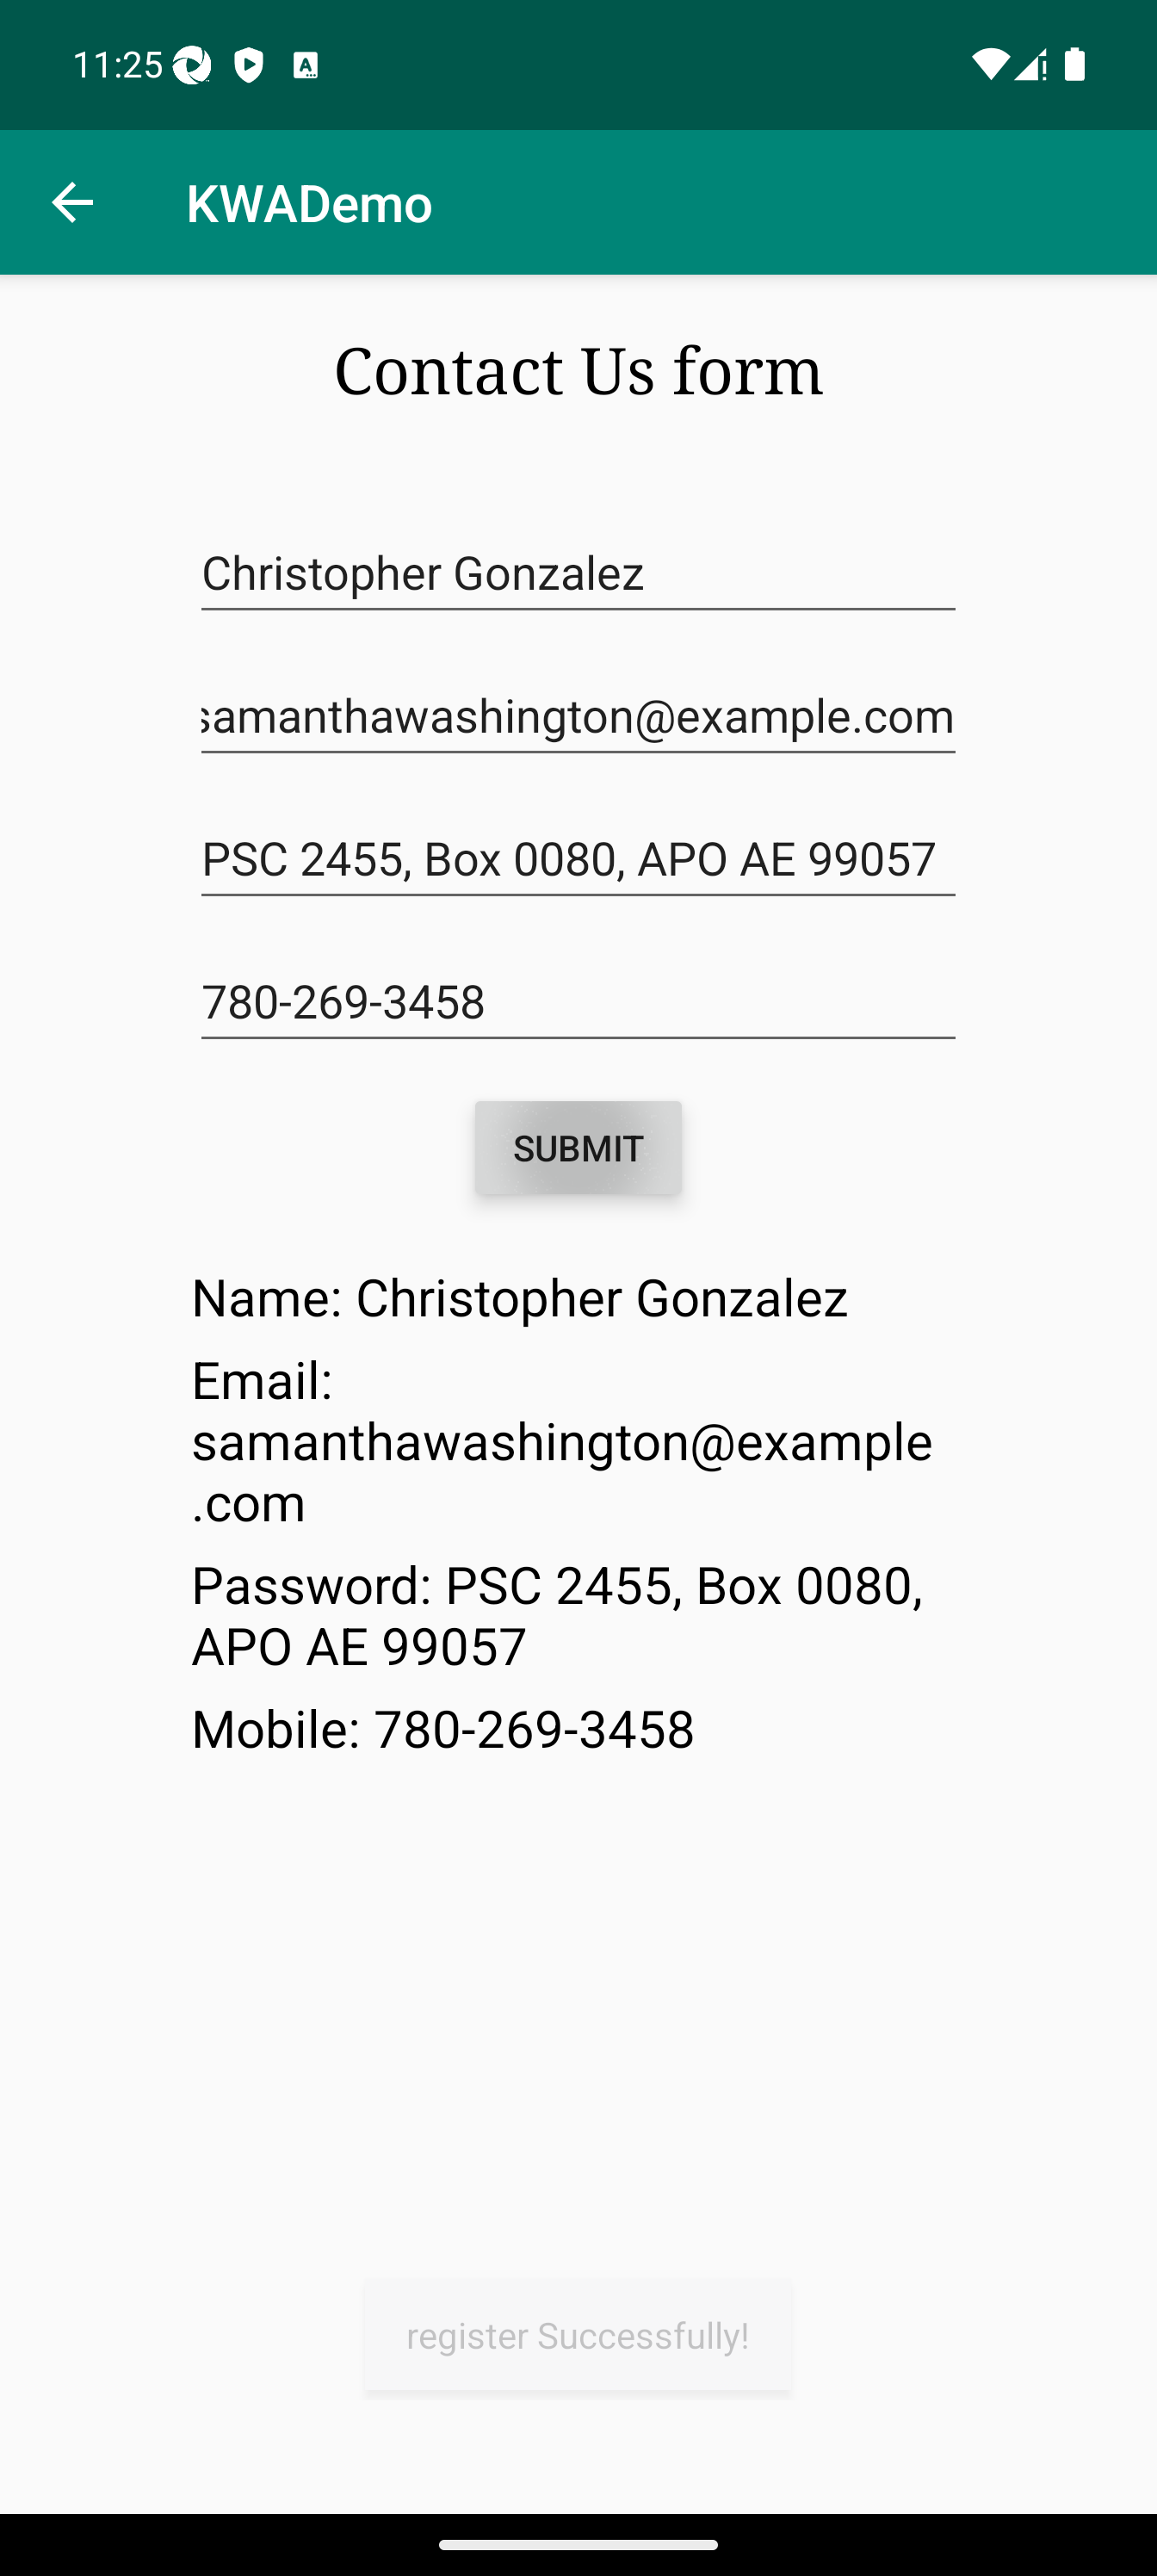 11:25
KWADemo
Contact Us form
Christopher Gonzalez
samanthawashington@example.com
PSC 2455, Box 0080, APO AE 99057
780-269-3458
SUBMIT
Name: Christopher Gonzalez
Email:
samanthawashington@example
.com
Password: PSC 2455, Box 0080,
APO AE 99057
Mobile: 780-269-3458
register Successfully!